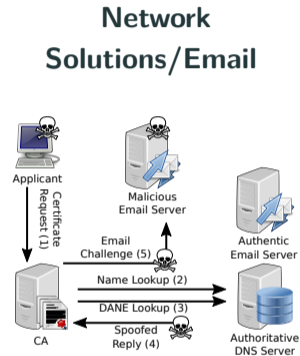 Network
Solutions/Email
Applicant
Certificate
Request (1)
Malicious
Email Server
Email
Challenge (5)
Authentic
Email Server
Name Lookup (2)
DANE Lookup (3)
Spoofed
Reply (4)
CA
Authoritative
DNS Server